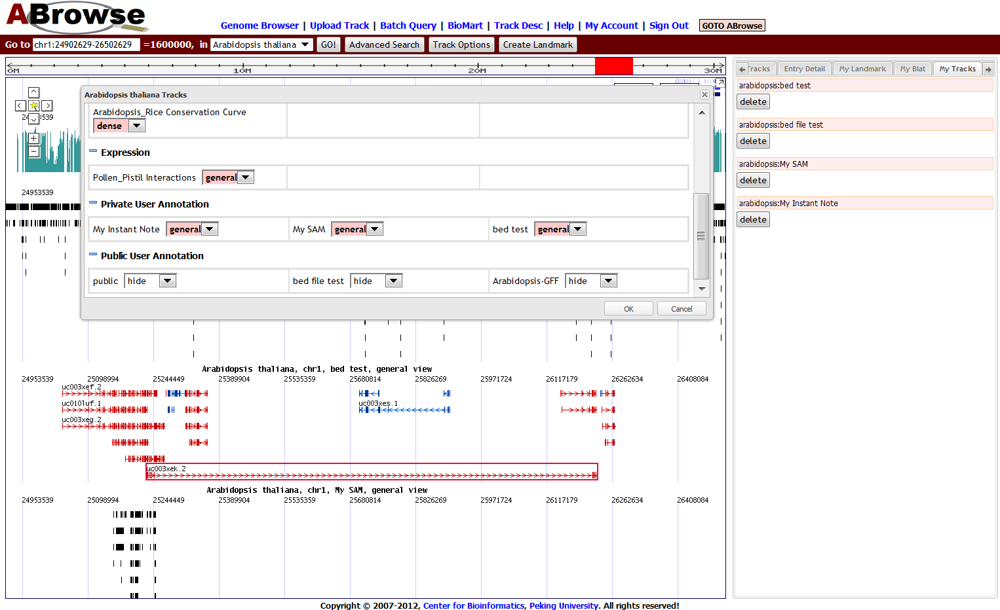 ABrowse
Genome Browser | Upload Track | Batch Query | BioMart | Track Desc | Help | My Account | Sign Out GOTO ABrowse
Go to chr1:24902629-26502629 =1600000, in Arabidopsis thaliana GO! Advanced Search Track Options Create Landmark
0M 10M 20M 30M
Tracks Entry Detail My Landmark My Blat My Tracks
arabidopsis:bed test
delete
arabidopsis:bed file test
delete
arabidopsis:My SAM
delete
arabidopsis:My Instant Note
delete
Arabidopsis thaliana Tracks
Arabidopsis_Rice Conservation Curve
dense
Expression
Pollen_Pistil Interactions general
Private User Annotation
My Instant Note general My SAM general bed test general
Public User Annotation
public hide bed file test hide Arabidopsis-GFF hide
OK Cancel
24953539
Arabidopsis thaliana, chr1, bed test, general view
24953539 25098994 25244449 25389904 25535359 25680814 25826269 25971724 26117179 26262634 26408084
uc003xef.2
uc010luf.1 uc003xes.1
uc003xeg.2
uc003xek.2
Arabidopsis thaliana, chr1, My SAM, general view
24953539 25098994 25244449 25389904 25535359 25680814 25826269 25971724 26117179 26262634 26408084
Copyright © 2007-2012, Center for Bioinformatics, Peking University. All rights reserved!